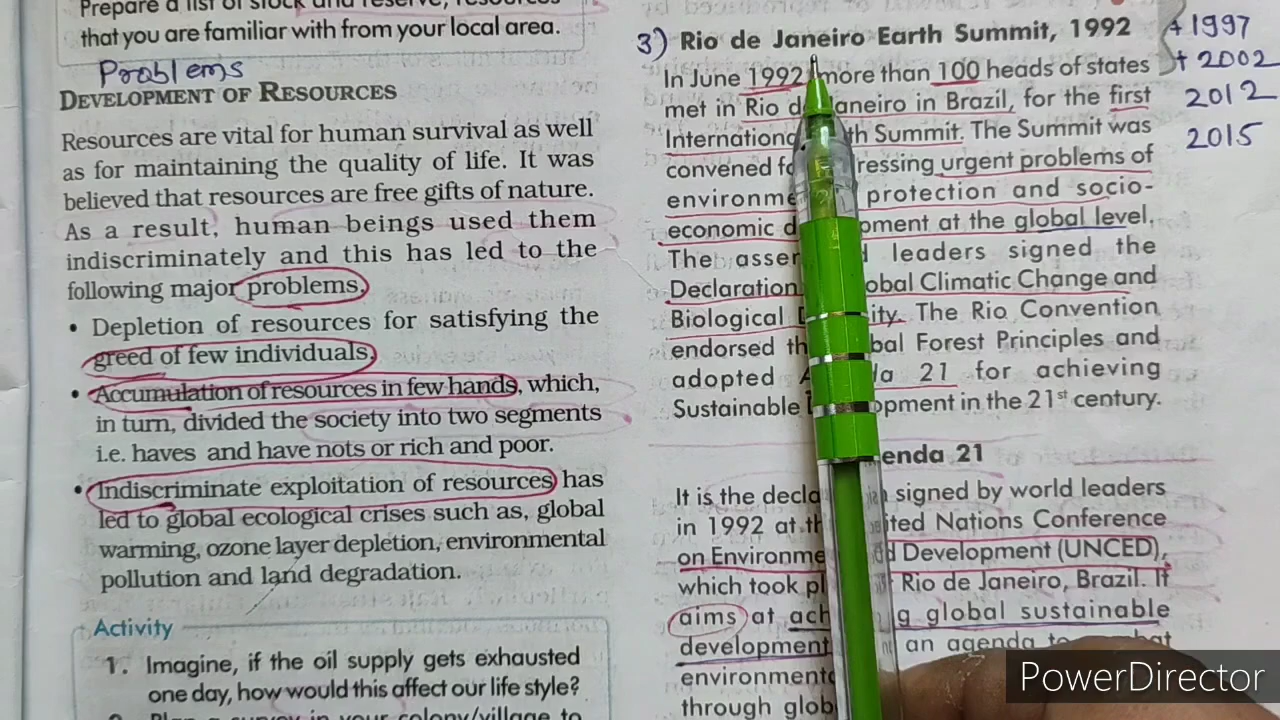 Prepare a list of stock and reserve, resources
that you are familiar with from your local area.
Problems
DEVELOPMENT OF RESOURCES
Resources are vital for human survival as well
as for maintaining the quality of life. It was
believed that resources are free gifts of nature.
As a result, human beings used them
indiscriminately and this has led to the
following major problems.
• Depletion of resources for satisfying the
greed of few individuals.
• Accumulation of resources in few hands, which,
in turn, divided the society into two segments
i.e. haves and have nots or rich and poor.
• Indiscriminate exploitation of resources has
led to global ecological crises such as, global
warming, ozone layer depletion, environmental
pollution and land degradation.
Activity
1. Imagine, if the oil supply gets exhausted
one day, how would this affect our life style?
in your colony/village to
3) Rio de Janeiro Earth Summit, 1992 + 1997
+ 2002
2012
2015
In June 1992 more than 100 heads of states
met in Rio d Janeiro in Brazil, for the first
Internationa th Summit. The Summit was
convened fo ressing urgent problems of
environme protection and socio-
economic d pment at the global level.
The asse leaders signed the
Declaration obal Climatic Change and
Biological D ity. The Rio Convention
endorsed th bal Forest Principles and
adopted A da 21 for achieving
Sustainable D opment in the 21st century.
enda 21
It is the decla signed by world leaders
in 1992 at th ited Nations Conference
on Environme d Development (UNCED),
which took pl Rio de Janeiro, Brazil. It
aims at ach g global sustainable
development an agenda to
environment
through glob
PowerDirector